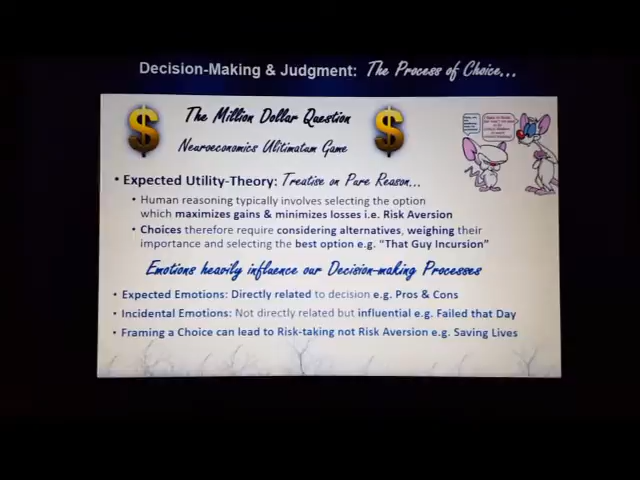 Decision-Making & Judgment: The Process of Choice...
The Million Dollar Question
Neuroeconomics Ulitimatum Game
• Expected Utility-Theory: Treatise on Pure Reason...
• Human reasoning typically involves selecting the option
which maximizes gains & minimizes losses i.e. Risk Aversion
• Choices therefore require considering alternatives, weighing their
importance and selecting the best option e.g. "That Guy Incursion"
Emotions heavily influence our Decision-making Processes
• Expected Emotions: Directly related to decision e.g. Pros & Cons
• Incidental Emotions: Not directly related but influential e.g. Failed that Day
• Framing a Choice can lead to Risk-taking not Risk Aversion e.g. Saving Lives